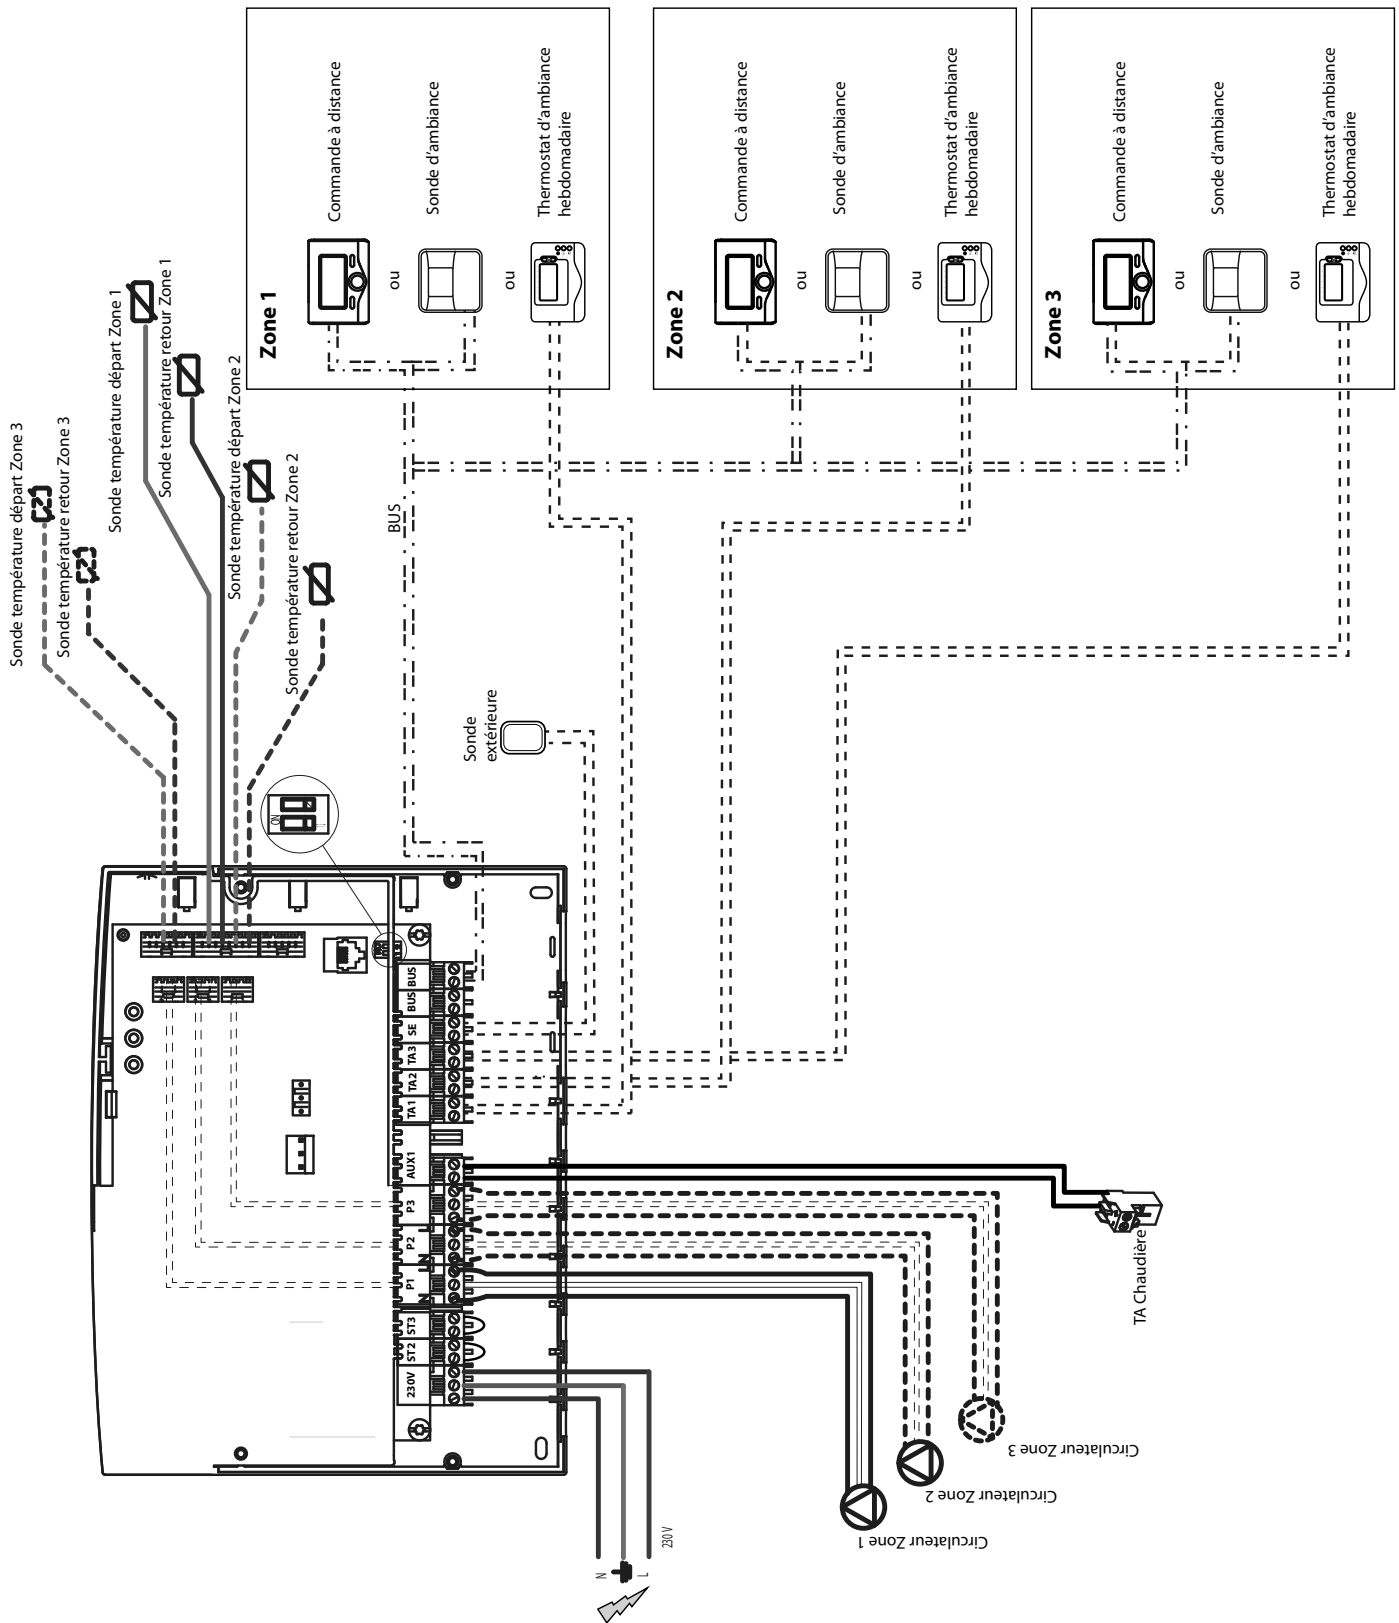 Sonde température départ Zone 3
Sonde température retour Zone 3
Sonde température départ Zone 1
Sonde température retour Zone 1
Sonde température départ Zone 2
Sonde température retour Zone 2
Zone 1
Commande à distance
ou
Sonde d'ambiance
ou
Thermostat d'ambiance
hebdomadaire
Zone 2
Commande à distance
ou
Sonde d'ambiance
ou
Thermostat d'ambiance
hebdomadaire
Zone 3
Commande à distance
ou
Sonde d'ambiance
ou
Thermostat d'ambiance
hebdomadaire
BUS
Sonde
extérieure
ON
230V
ST2
ST3
P1
P2
P3
AUX1
TA1
TA2
TA3
SE
BUS
BUS
N
N
N
L
230 V
Circulateur Zone 1
Circulateur Zone 2
Circulateur Zone 3
TA Chaudière